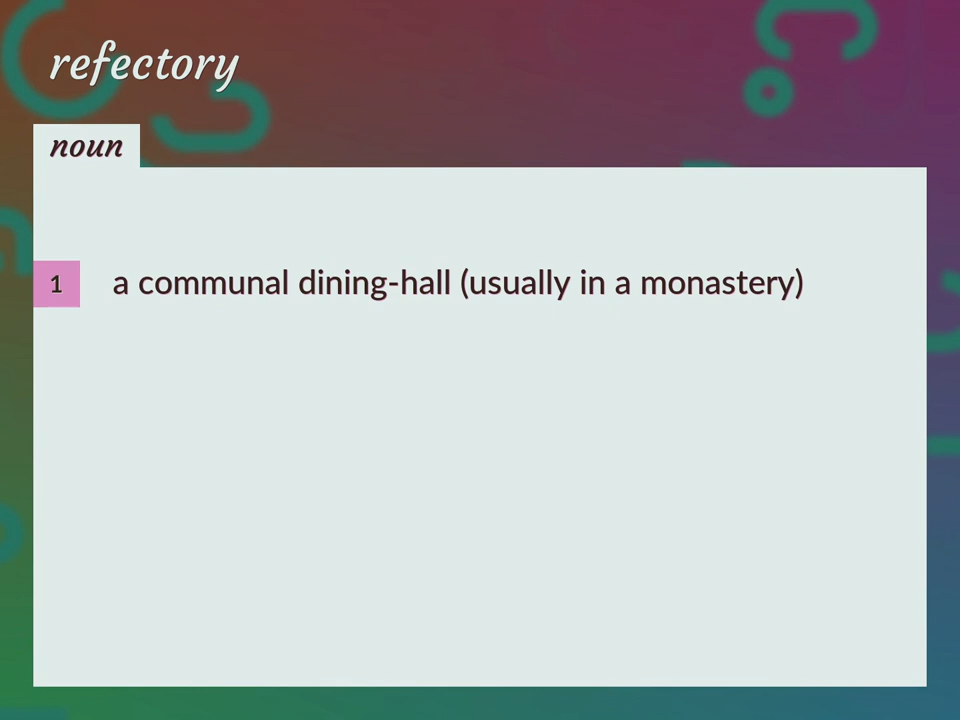 refectory
noun
1 a communal dining-hall (usually in a monastery)